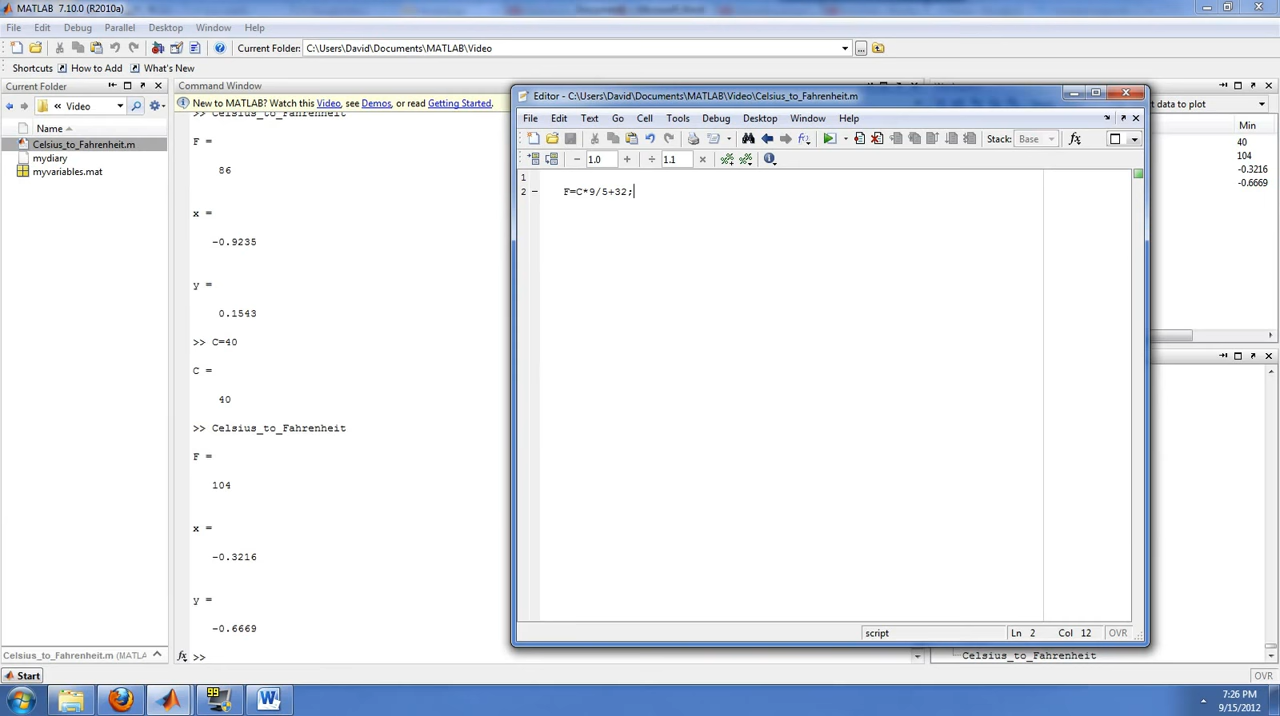 MATLAB 7.10.0 (R2010a)
File Edit Debug Parallel Desktop Window Help
Current Folder: C:\Users\David\Documents\MATLAB\Video
Shortcuts How to Add What's New
Current Folder
« Video
Name
Celsius_to_Fahrenheit.m
mydiary
myvariables.mat
Celsius_to_Fahrenheit.m (MATLA
Command Window
New to MATLAB? Watch this Video, see Demos, or read Getting Started.
>> Celsius_to_Fahrenheit
F =
86
x =
-0.9235
y =
0.1543
>> C=40
C =
40
>> Celsius_to_Fahrenheit
F =
104
x =
-0.3216
y =
-0.6669
fx >>
Editor - C:\Users\David\Documents\MATLAB\Video\Celsius_to_Fahrenheit.m
File Edit Text Go Cell Tools Debug Desktop Window Help
Stack: Base fx
− 1.0 + ÷ 1.1 ×
1
2 − F=C*9/5+32;
script Ln 2 Col 12 OVR
data to plot
Min
40
104
-0.3216
-0.6669
Celsius_to_Fahrenheit
Start OVR
99
7:26 PM
9/15/2012